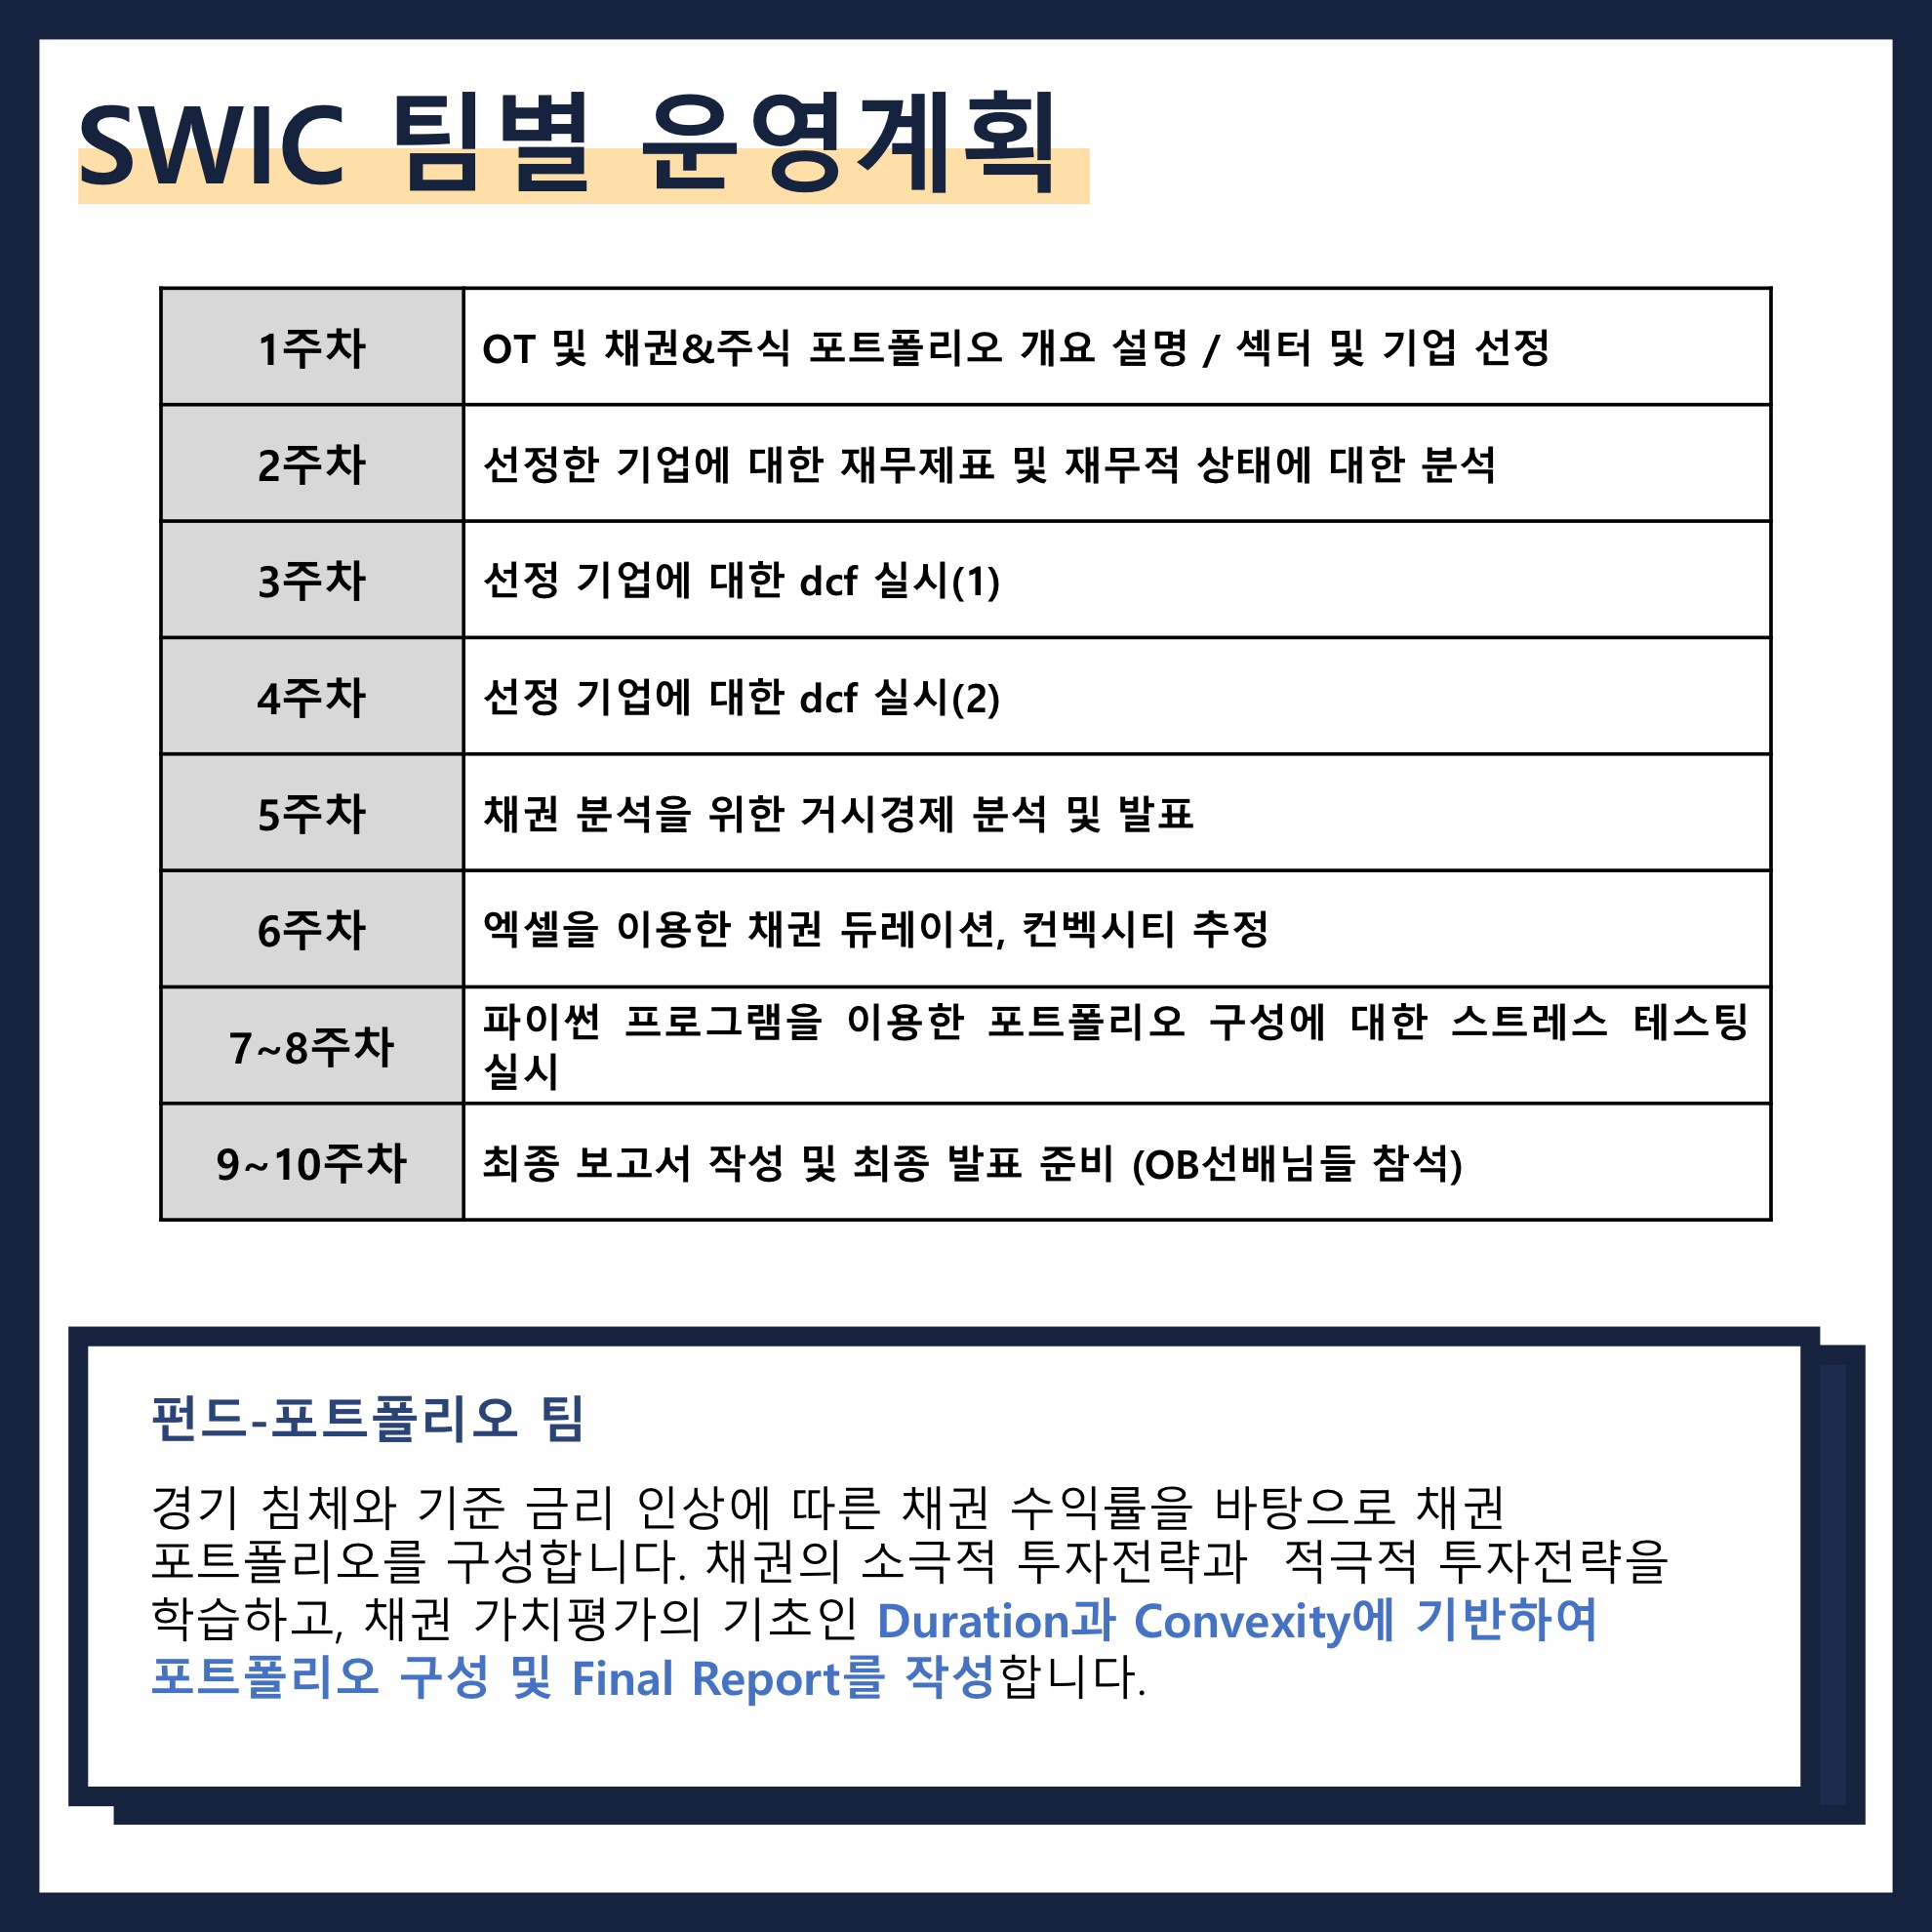 SWIC 팀별 운영계획
1주차
OT 및 채권&주식 포트폴리오 개요 설명 / 섹터 및 기업 선정
2주차
선정한 기업에 대한 재무제표 및 재무적 상태에 대한 분석
3주차
선정 기업에 대한 dcf 실시(1)
4주차
선정 기업에 대한 dcf 실시(2)
5주차
채권 분석을 위한 거시경제 분석 및 발표
6주차
엑셀을 이용한 채권 듀레이션, 컨벡시티 추정
7~8주차
파이썬 프로그램을 이용한 포트폴리오 구성에 대한 스트레스 테스팅
실시
9~10주차
최종 보고서 작성 및 최종 발표 준비 (OB선배님들 참석)
펀드-포트폴리오 팀
경기 침체와 기준 금리 인상에 따른 채권 수익률을 바탕으로 채권
포트폴리오를 구성합니다. 채권의 소극적 투자전략과 적극적 투자전략을
학습하고, 채권 가치평가의 기초인 Duration과 Convexity에 기반하여
포트폴리오 구성 및 Final Report를 작성합니다.